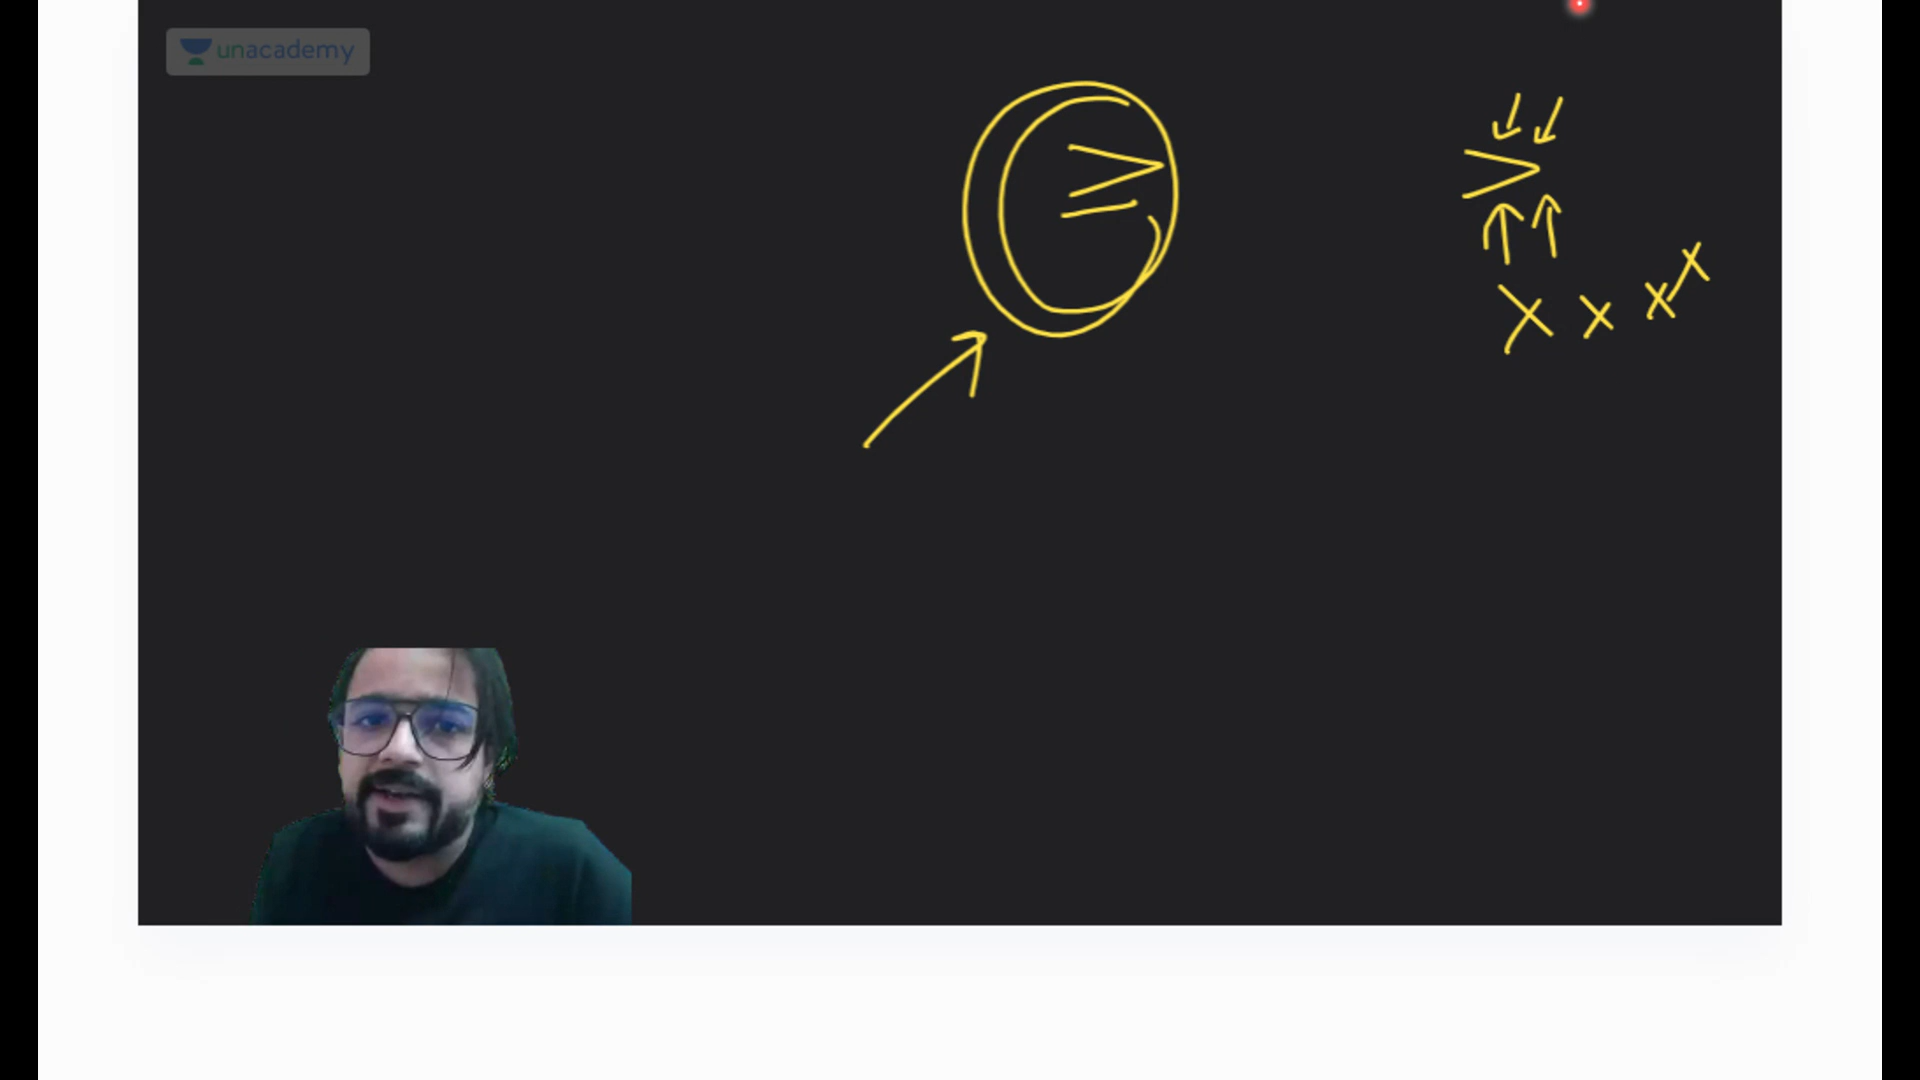 unacademy
≥
>
x x x x